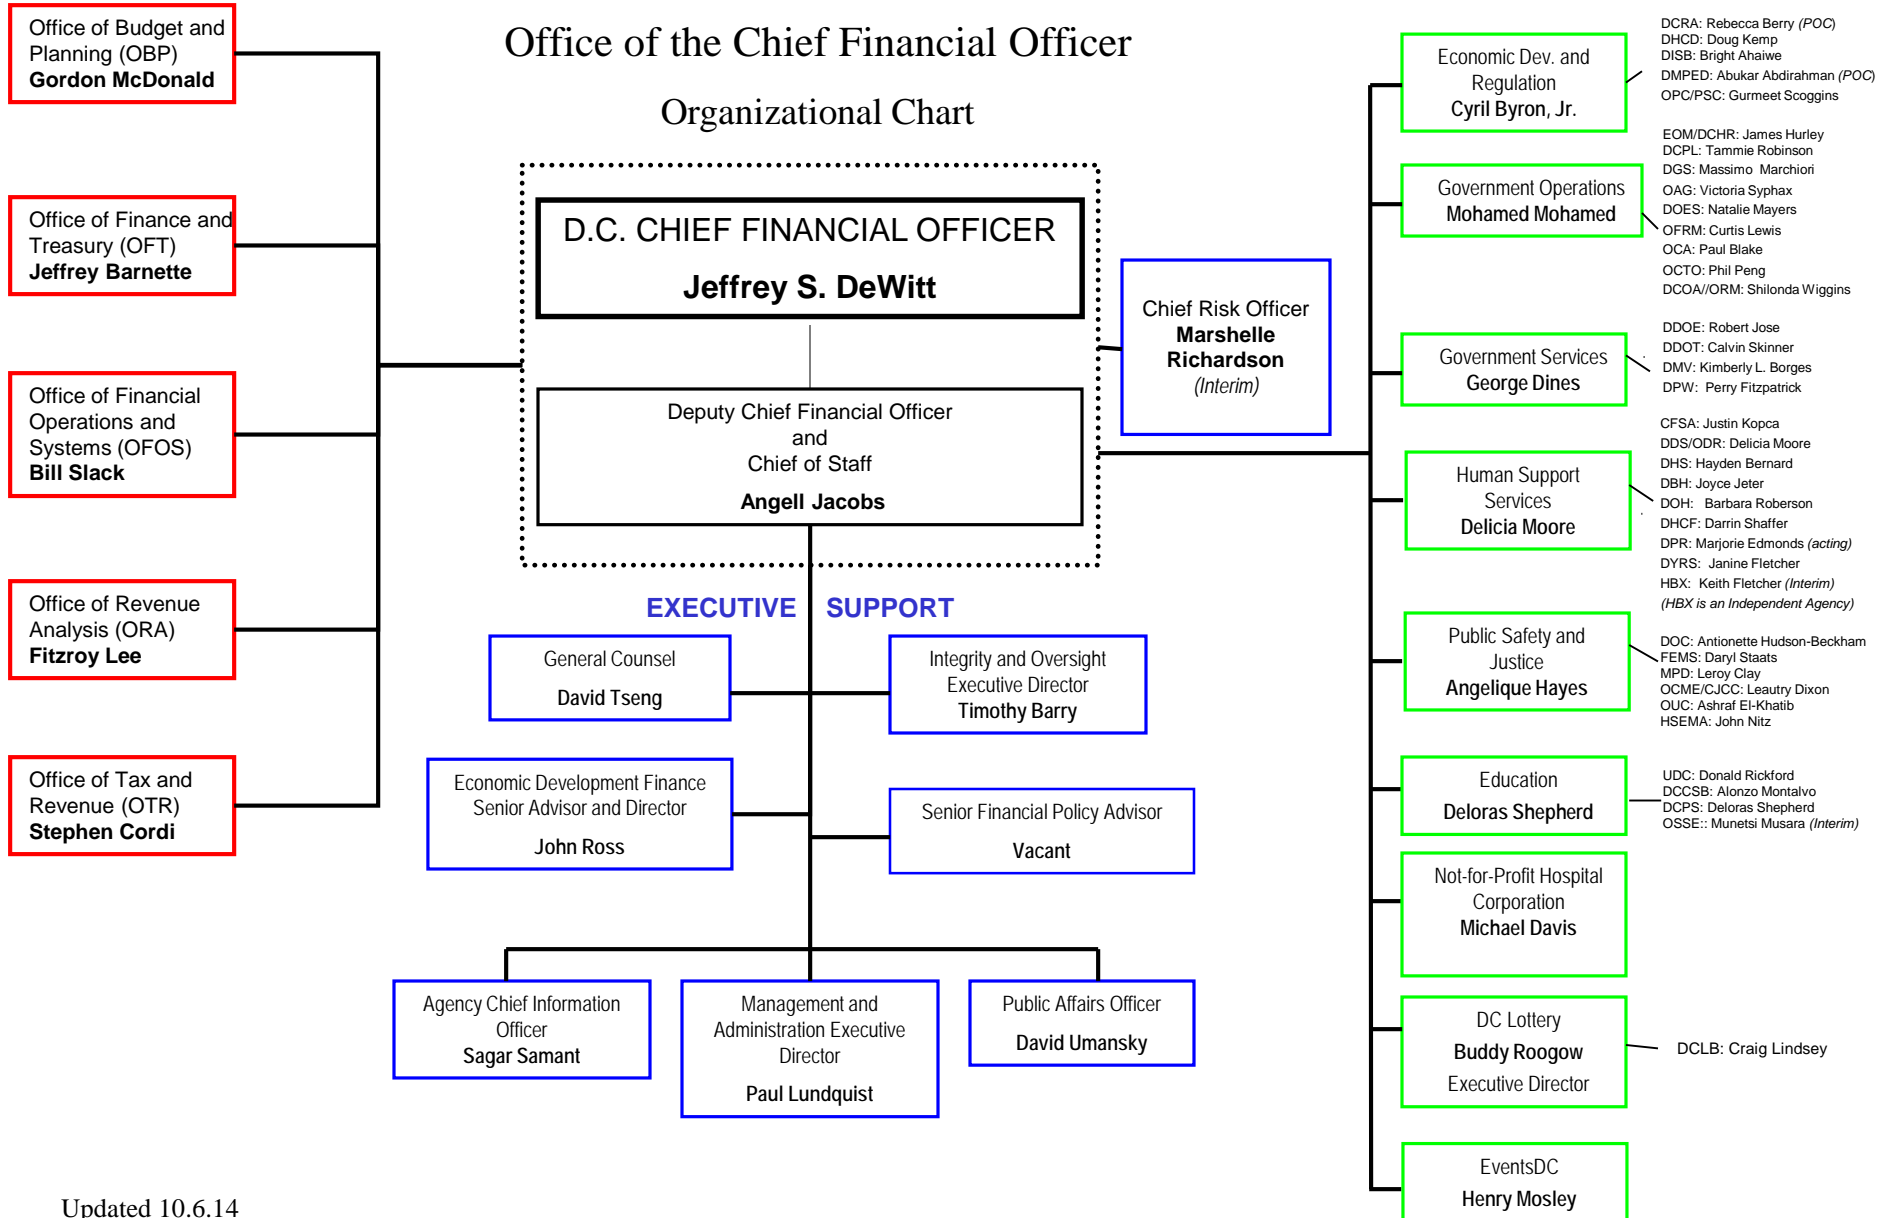 Office of the Chief Financial Officer
Organizational Chart
Office of Budget and
Planning (OBP)
Gordon McDonald
Office of Finance and
Treasury (OFT)
Jeffrey Barnette
Office of Financial
Operations and
Systems (OFOS)
Bill Slack
Office of Revenue
Analysis (ORA)
Fitzroy Lee
Office of Tax and
Revenue (OTR)
Stephen Cordi
D.C. CHIEF FINANCIAL OFFICER
Jeffrey S. DeWitt
Deputy Chief Financial Officer
and
Chief of Staff
Angell Jacobs
Chief Risk Officer
Marshelle
Richardson
(Interim)
EXECUTIVE SUPPORT
General Counsel
David Tseng
Integrity and Oversight
Executive Director
Timothy Barry
Economic Development Finance
Senior Advisor and Director
John Ross
Senior Financial Policy Advisor
Vacant
Agency Chief Information
Officer
Sagar Samant
Management and
Administration Executive
Director
Paul Lundquist
Public Affairs Officer
David Umansky
Economic Dev. and
Regulation
Cyril Byron, Jr.
DCRA: Rebecca Berry (POC)
DHCD: Doug Kemp
DISB: Bright Ahaiwe
DMPED: Abukar Abdirahman (POC)
OPC/PSC: Gurmeet Scoggins
Government Operations
Mohamed Mohamed
EOM/DCHR: James Hurley
DCPL: Tammie Robinson
DGS: Massimo Marchiori
OAG: Victoria Syphax
DOES: Natalie Mayers
OFRM: Curtis Lewis
OCA: Paul Blake
OCTO: Phil Peng
DCOA//ORM: Shilonda Wiggins
Government Services
George Dines
DDOE: Robert Jose
DDOT: Calvin Skinner
DMV: Kimberly L. Borges
DPW: Perry Fitzpatrick
Human Support
Services
Delicia Moore
CFSA: Justin Kopca
DDS/ODR: Delicia Moore
DHS: Hayden Bernard
DBH: Joyce Jeter
DOH: Barbara Roberson
DHCF: Darrin Shaffer
DPR: Marjorie Edmonds (acting)
DYRS: Janine Fletcher
HBX: Keith Fletcher (Interim)
(HBX is an Independent Agency)
Public Safety and
Justice
Angelique Hayes
DOC: Antionette Hudson-Beckham
FEMS: Daryl Staats
MPD: Leroy Clay
OCME/CJCC: Leautry Dixon
OUC: Ashraf El-Khatib
HSEMA: John Nitz
Education
Deloras Shepherd
UDC: Donald Rickford
DCCSB: Alonzo Montalvo
DCPS: Deloras Shepherd
OSSE:: Munetsi Musara (Interim)
Not-for-Profit Hospital
Corporation
Michael Davis
DC Lottery
Buddy Roogow
Executive Director
DCLB: Craig Lindsey
EventsDC
Henry Mosley
Updated 10.6.14